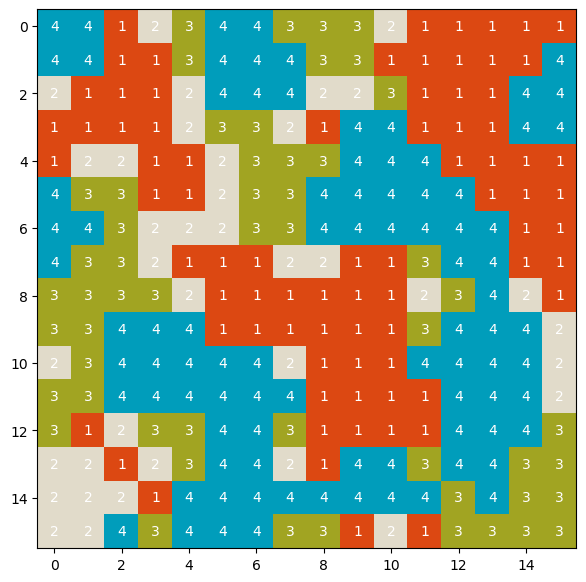 0 4 4 1 2 3 4 4 3 3 3 2 1 1 1 1 1
4 4 1 1 3 4 4 4 3 3 1 1 1 1 1 4
2 2 1 1 1 2 4 4 4 2 2 3 1 1 1 4 4
1 1 1 1 2 3 3 2 1 4 4 1 1 1 4 4
4 1 2 2 1 1 2 3 3 3 4 4 4 1 1 1 1
4 3 3 1 1 2 3 3 4 4 4 4 4 1 1 1
6 4 4 3 2 2 2 3 3 4 4 4 4 4 4 1 1
4 3 3 2 1 1 1 2 2 1 1 3 4 4 1 1
8 3 3 3 3 2 1 1 1 1 1 1 2 3 4 2 1
3 3 4 4 4 1 1 1 1 1 1 3 4 4 4 2
10 2 3 4 4 4 4 4 2 1 1 1 4 4 4 4 2
3 3 4 4 4 4 4 4 1 1 1 1 4 4 4 2
12 3 1 2 3 3 4 4 3 1 1 1 1 4 4 4 3
2 2 1 2 3 4 4 2 1 4 4 3 4 4 3 3
14 2 2 2 1 4 4 4 4 4 4 4 4 3 4 3 3
2 2 4 3 4 4 4 3 3 1 2 1 3 3 3 3
0 2 4 6 8 10 12 14